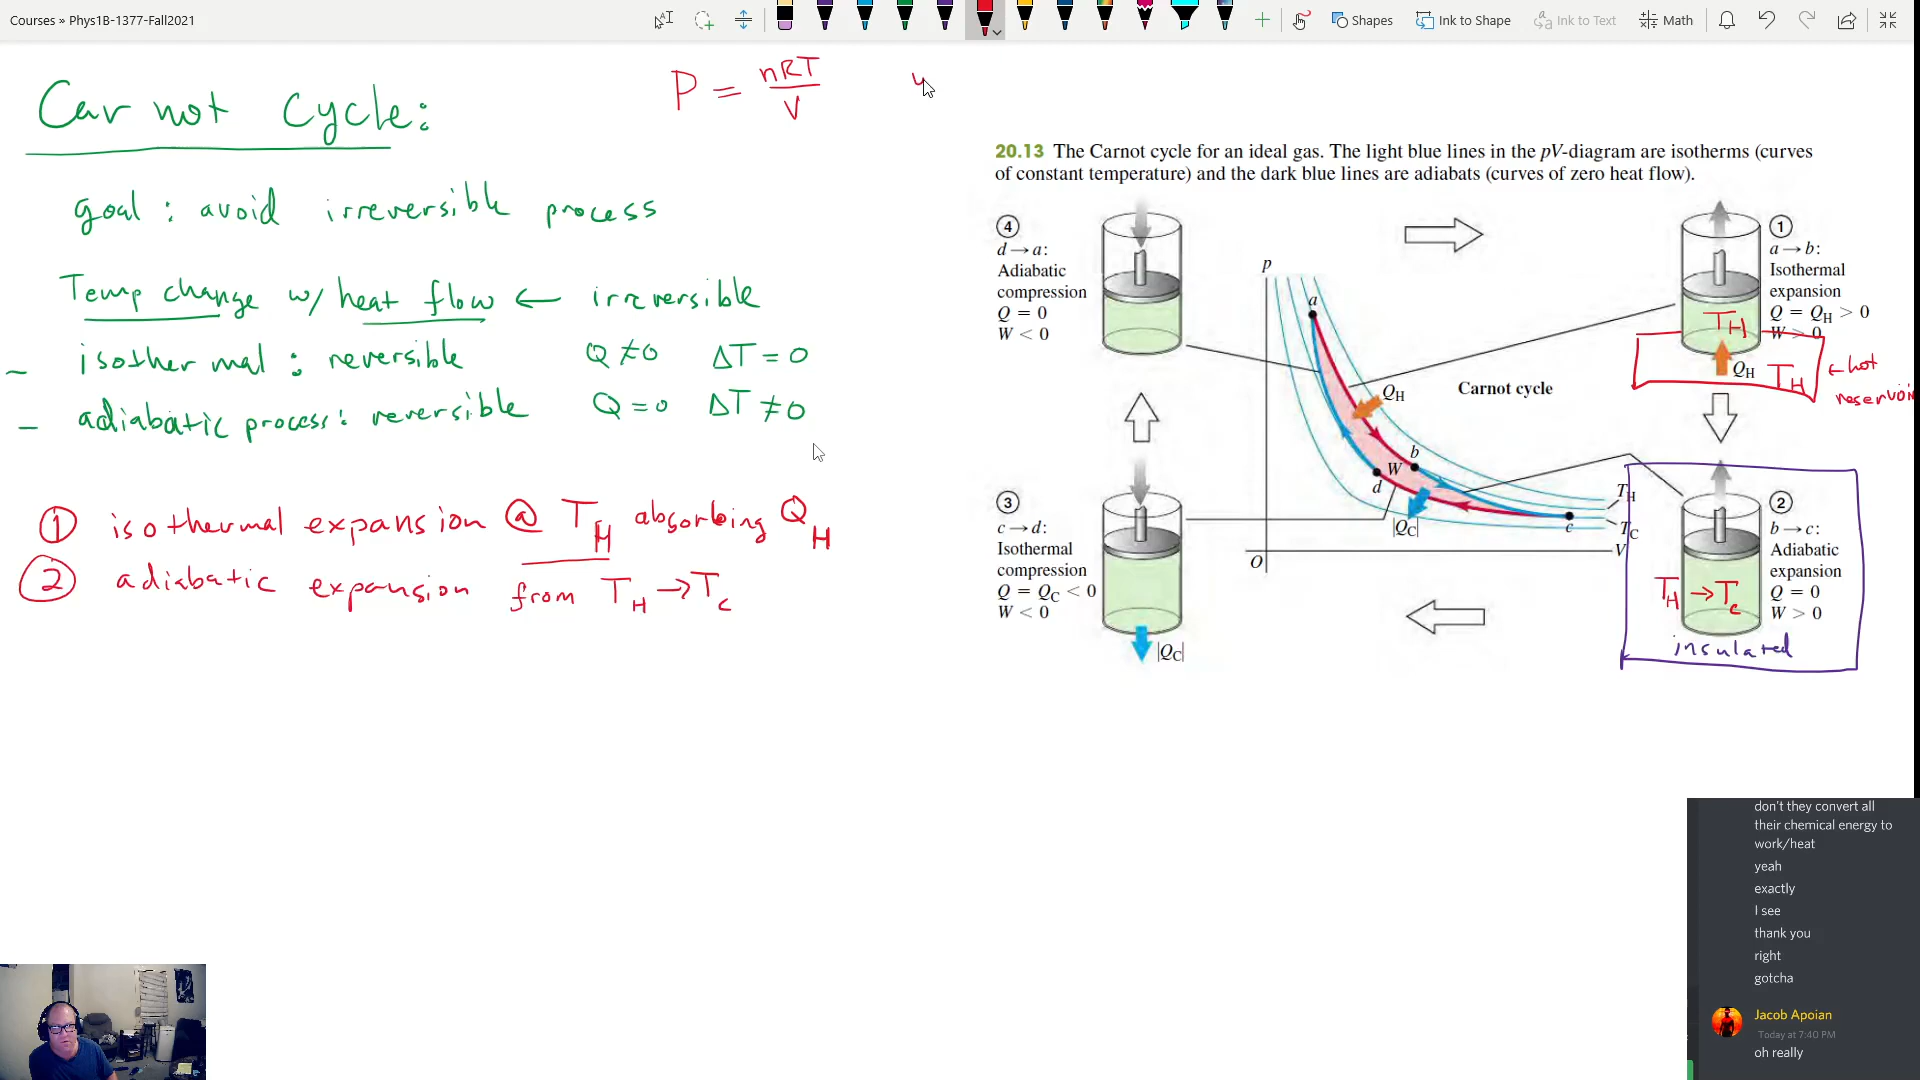 Courses » Phys1B-1377-Fall2021
Shapes
Ink to Shape
Ink to Text
Math
Carnot Cycle:
P = nRT / V
goal : avoid irreversible process
Temp change w/ heat flow ← irreversible
- isothermal : reversible Q ≠ 0 ΔT = 0
- adiabatic process : reversible Q = 0 ΔT ≠ 0
① isothermal expansion @ T_H absorbing Q_H
② adiabatic expansion from T_H → T_C
20.13 The Carnot cycle for an ideal gas. The light blue lines in the pV-diagram are isotherms (curves
of constant temperature) and the dark blue lines are adiabats (curves of zero heat flow).
④
d → a:
Adiabatic
compression
Q = 0
W < 0
①
a → b:
Isothermal
expansion
Q = Q_H > 0
W > 0
T_H
Q_H
T_H
← hot
reservoir
p
a
Q_H
Carnot cycle
b
W
d
c
|Q_C|
T_H
T_C
V
O
③
c → d:
Isothermal
compression
Q = Q_C < 0
W < 0
|Q_C|
②
b → c:
Adiabatic
expansion
Q = 0
W > 0
T_H → T_C
insulated
don't they convert all
their chemical energy to
work/heat
yeah
exactly
I see
thank you
right
gotcha
Jacob Apoian
Today at 7:40 PM
oh really